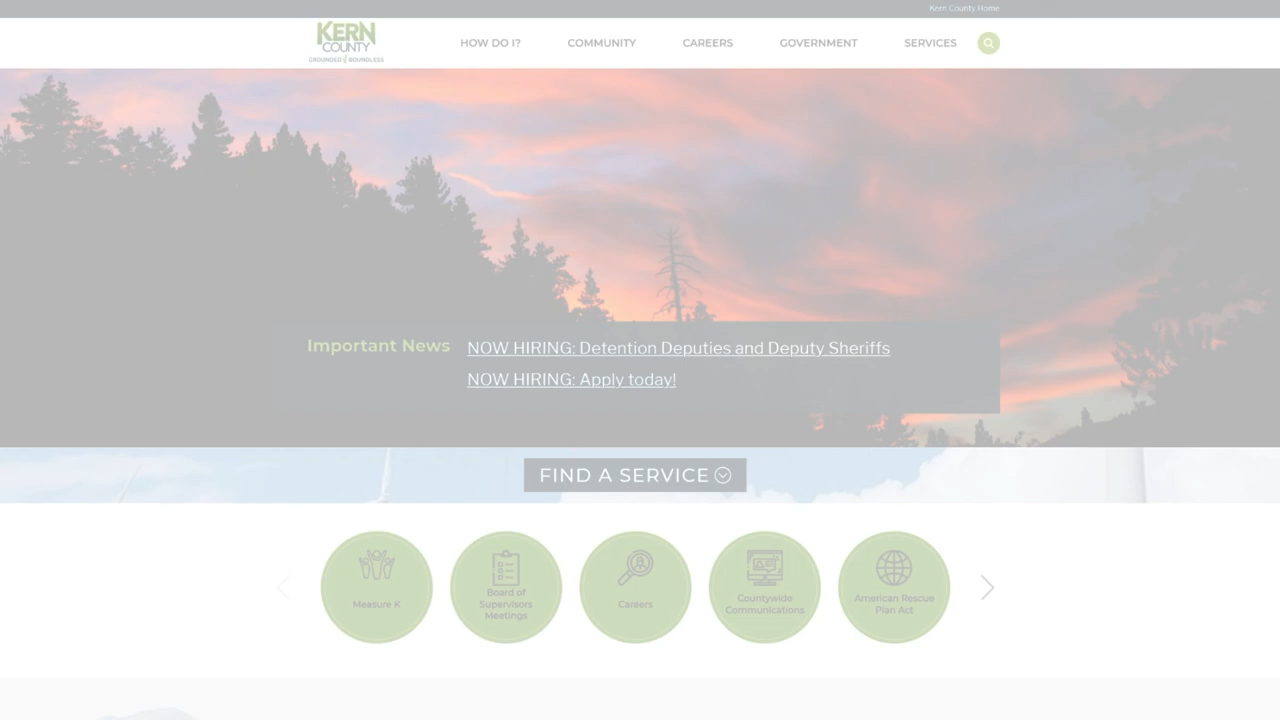 Kern County Home
KERN
COUNTY
GROUNDED BOUNDLESS
HOW DO I?
COMMUNITY
CAREERS
GOVERNMENT
SERVICES
Important News
NOW HIRING: Detention Deputies and Deputy Sheriffs
NOW HIRING: Apply today!
FIND A SERVICE
Measure K
Board of
Supervisors
Meetings
Careers
Countywide
Communications
American Rescue
Plan Act